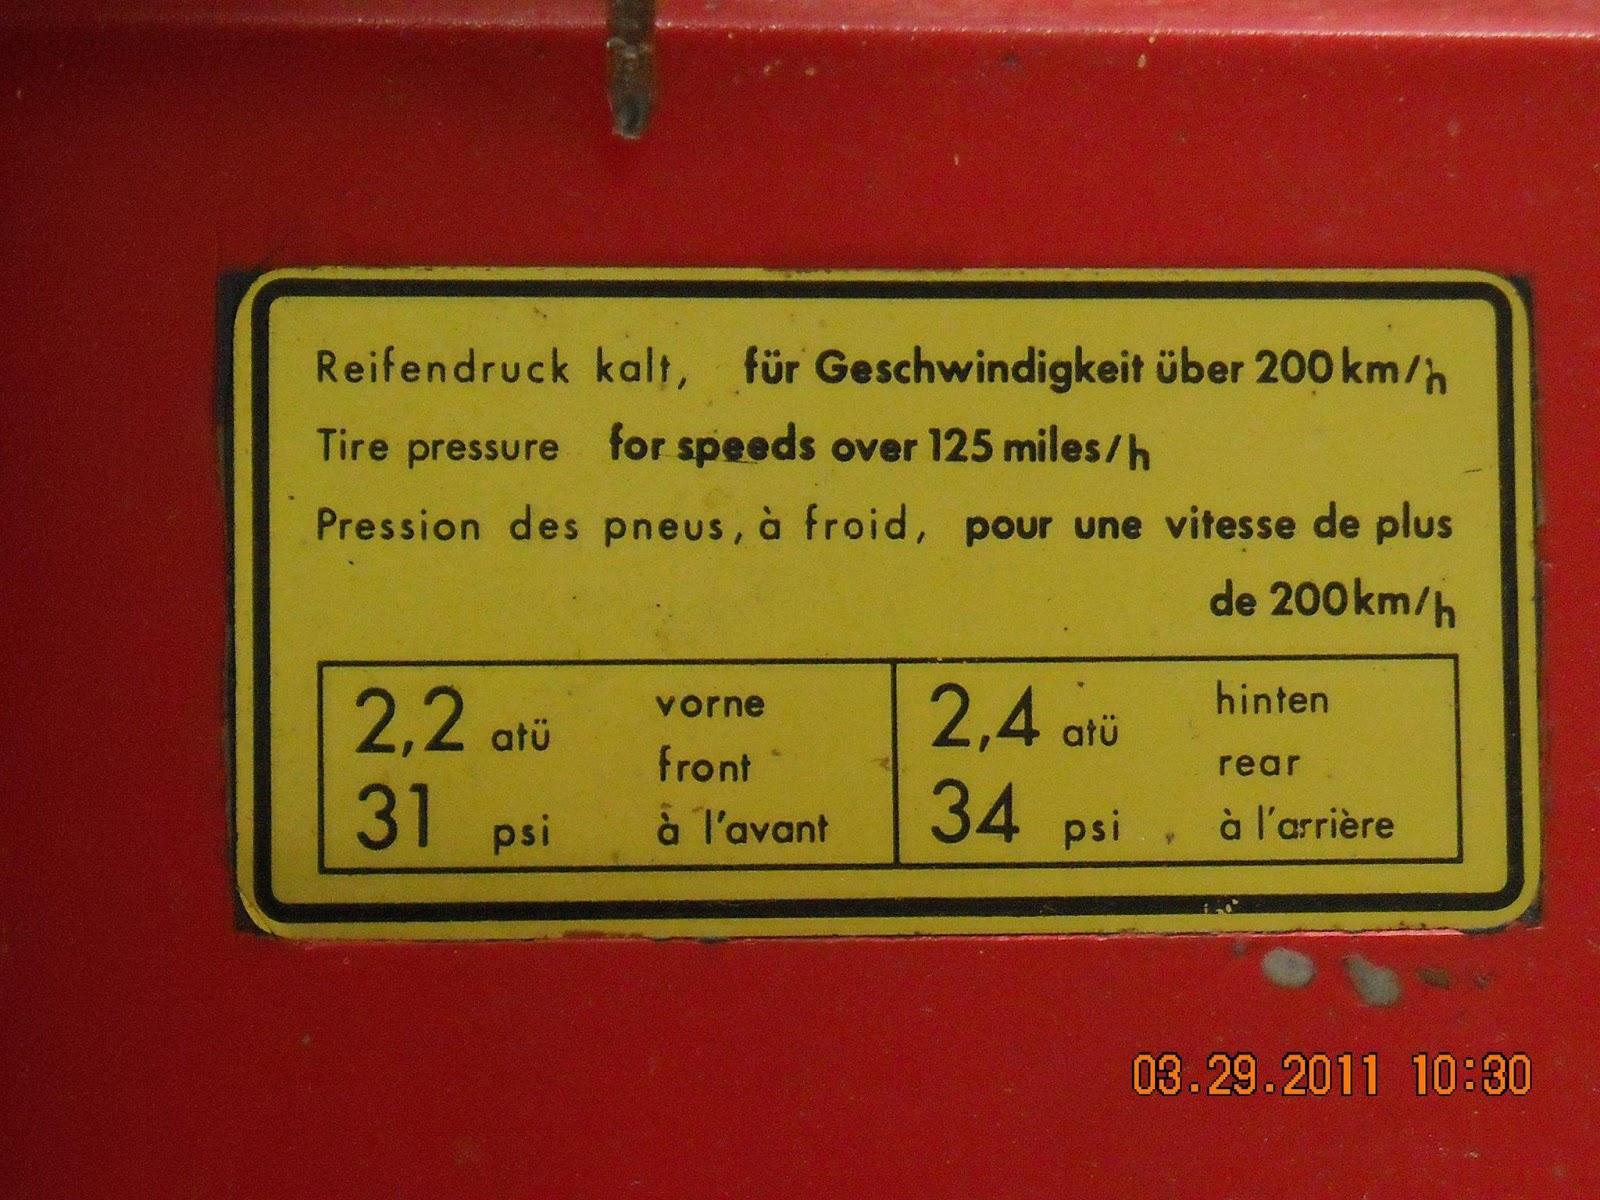 Reifendruck kalt, für Geschwindigkeit über 200 km/h
Tire pressure for speeds over 125 miles/h
Pression des pneus, à froid, pour une vitesse de plus
de 200 km/h
2,2 atü vorne
front
31 psi à l'avant
2,4 atü hinten
rear
34 psi à l'arrière
03.29.2011 10:30